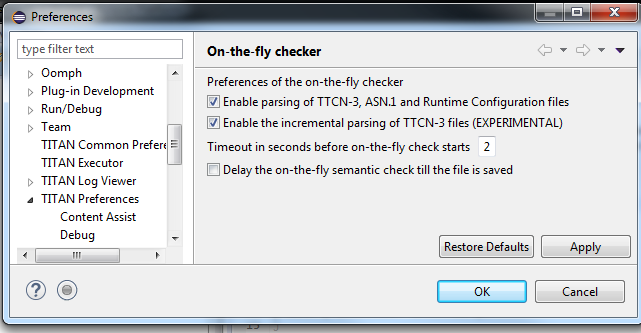 Preferences
type filter text
Oomph
Plug-in Development
Run/Debug
Team
TITAN Common Prefere
TITAN Executor
TITAN Log Viewer
TITAN Preferences
Content Assist
Debug
On-the-fly checker
Preferences of the on-the-fly checker
Enable parsing of TTCN-3, ASN.1 and Runtime Configuration files
Enable the incremental parsing of TTCN-3 files (EXPERIMENTAL)
Timeout in seconds before on-the-fly check starts 2
Delay the on-the-fly semantic check till the file is saved
Restore Defaults Apply
? OK Cancel